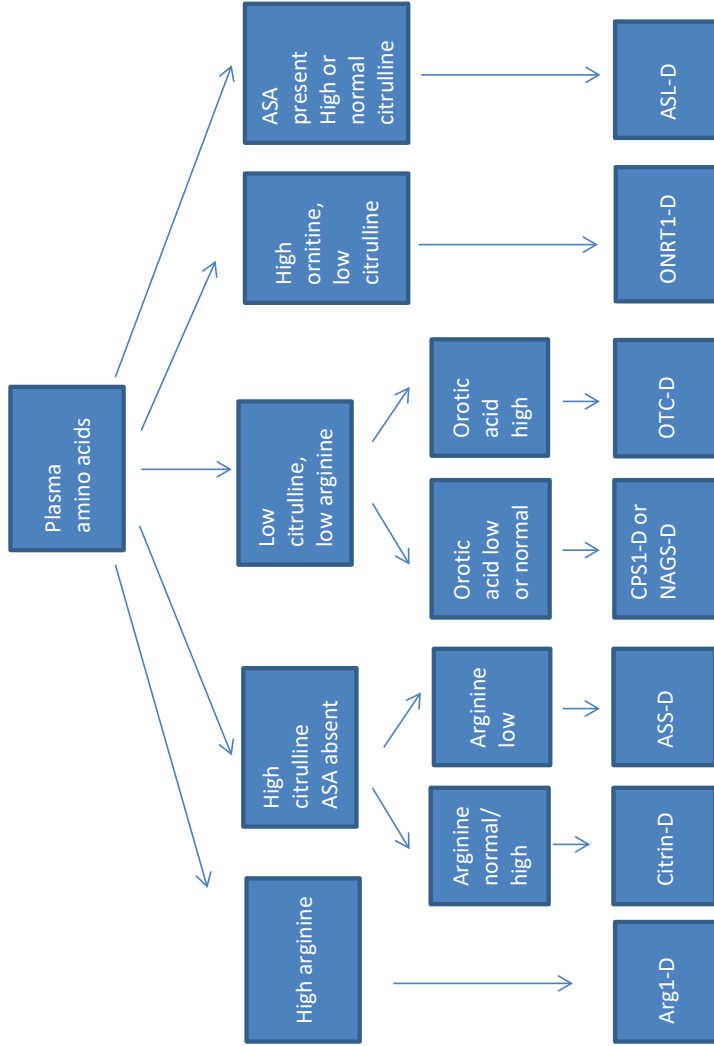 Plasma
amino acids
High arginine
High
citrulline
ASA absent
Low
citrulline,
low arginine
High
ornitine,
low
citrulline
ASA
present
High or
normal
citrulline
Arginine
normal/
high
Arginine
low
Orotic
acid low
or normal
Orotic
acid
high
Arg1-D
Citrin-D
ASS-D
CPS1-D or
NAGS-D
OTC-D
ONRT1-D
ASL-D